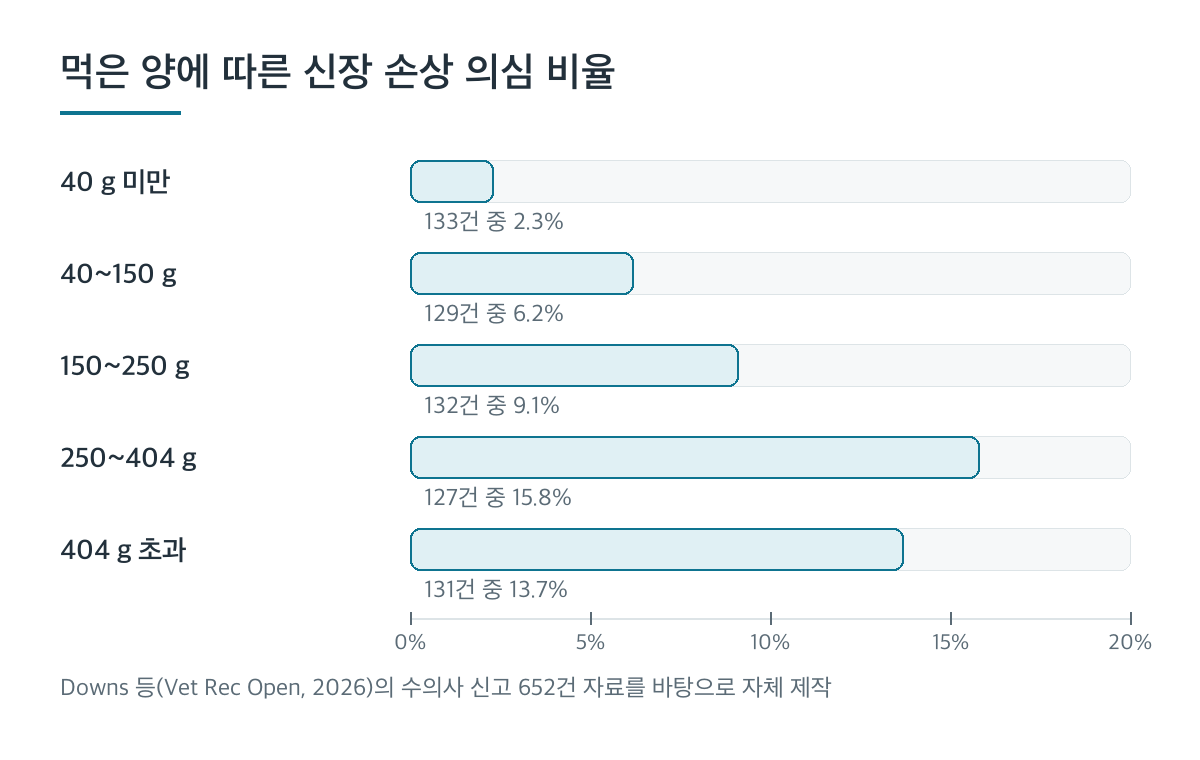 먹은 양에 따른 신장 손상 의심 비율
40 g 미만
133건 중 2.3%
40~150 g
129건 중 6.2%
150~250 g
132건 중 9.1%
250~404 g
127건 중 15.8%
404 g 초과
131건 중 13.7%
0% 5% 10% 15% 20%
Downs 등(Vet Rec Open, 2026)의 수의사 신고 652건 자료를 바탕으로 자체 제작